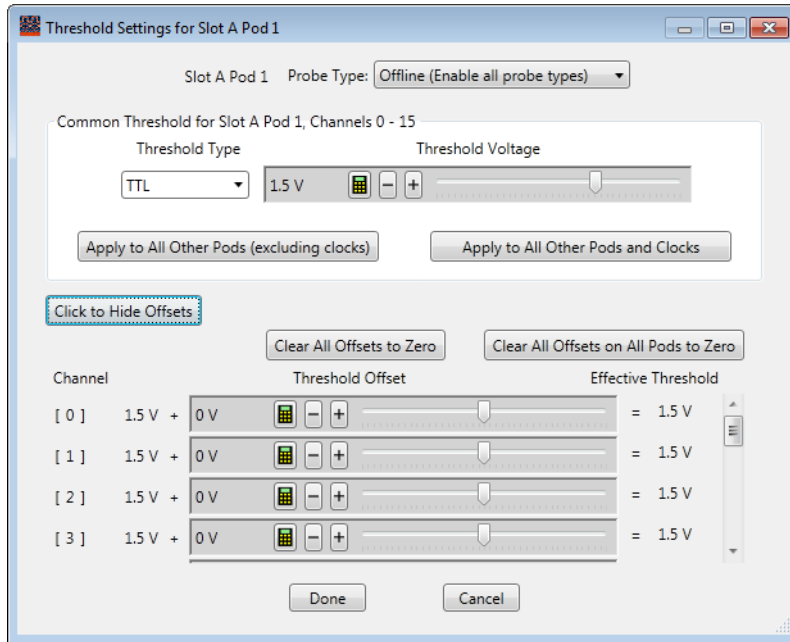 Threshold Settings for Slot A Pod 1
Slot A Pod 1 Probe Type: Offline (Enable all probe types)
Common Threshold for Slot A Pod 1, Channels 0 - 15
Threshold Type Threshold Voltage
TTL 1.5 V - +
Apply to All Other Pods (excluding clocks) Apply to All Other Pods and Clocks
Click to Hide Offsets
Clear All Offsets to Zero Clear All Offsets on All Pods to Zero
Channel Threshold Offset Effective Threshold
[ 0 ] 1.5 V + 0 V - + = 1.5 V
[ 1 ] 1.5 V + 0 V - + = 1.5 V
[ 2 ] 1.5 V + 0 V - + = 1.5 V
[ 3 ] 1.5 V + 0 V - + = 1.5 V
Done Cancel